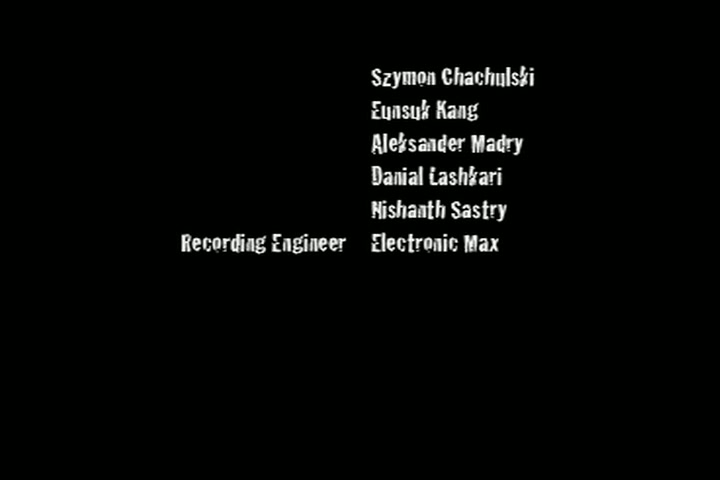 Szymon Chachulski
Eunsuk Kang
Aleksander Madry
Danial Lashkari
Nishanth Sastry
Recording Engineer Electronic Max